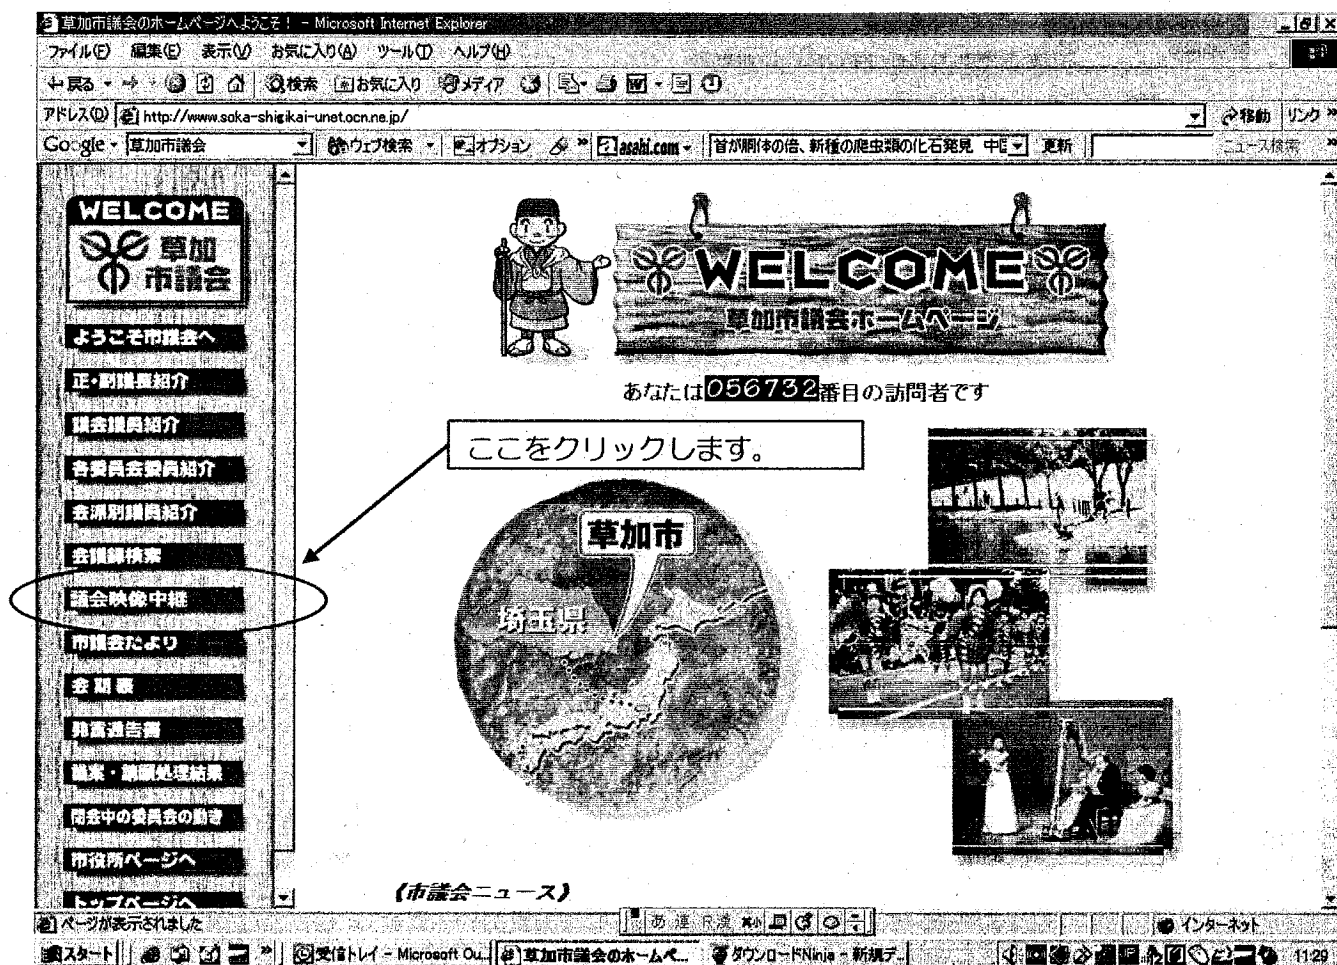 草加市議会のホームページへようこそ! - Microsoft Internet Explorer
ファイル(F) 編集(E) 表示(V) お気に入り(A) ツール(T) ヘルプ(H)
戻る 検索 お気に入り メディア
アドレス(D) http://www.soka-shigikai-unet.ocn.ne.jp/ 移動 リンク »
Google 草加市議会 ウェブ検索 オプション » asahi.com 首が胴体の倍、新種の爬虫類の化石発見 中 更新 ニュース検索 »
WELCOME
草加
市議会
ようこそ市議会へ
正・副議長紹介
議会議員紹介
各委員会委員紹介
会派別議員紹介
会議録検索
議会映像中継
市議会だより
会期表
発言通告書
議案・請願処理結果
閉会中の委員会の動き
市役所ページへ
トップページへ
WELCOME
草加市議会ホームページ
あなたは056732番目の訪問者です
ここをクリックします。
草加市
埼玉県
《市議会ニュース》
ページが表示されました
あ 連 R漢
インターネット
スタート » 受信トレイ - Microsoft Ou... 草加市議会のホームペ... ダウンロードNinja - 新規デ... 11:29